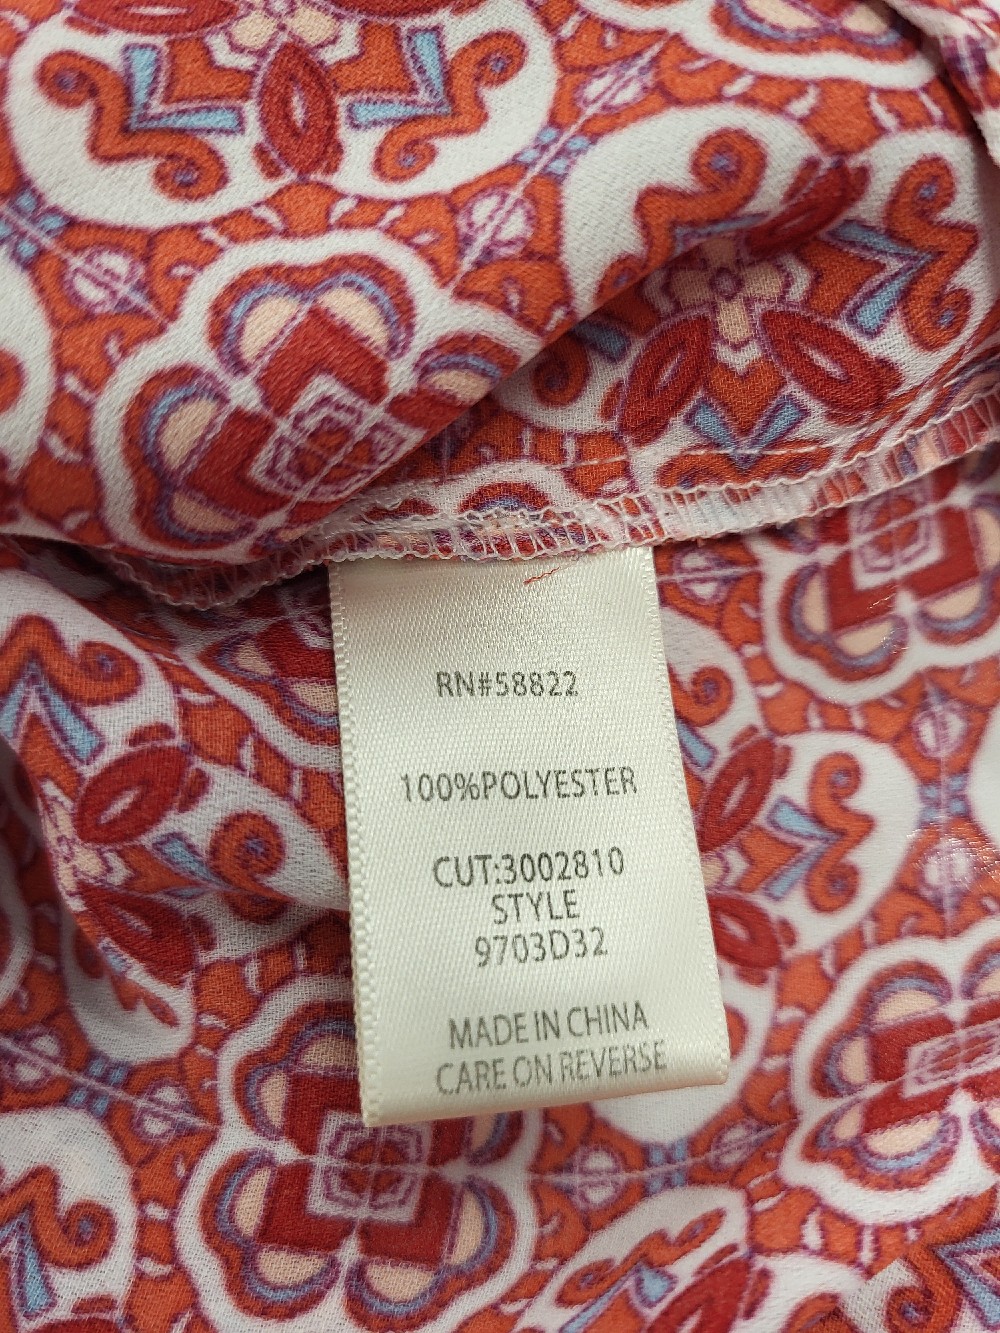 RN#58822
100%POLYESTER
CUT:3002810
STYLE
9703D32
MADE IN CHINA
CARE ON REVERSE